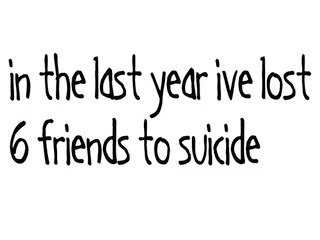 in the last year ive lost
6 friends to suicide